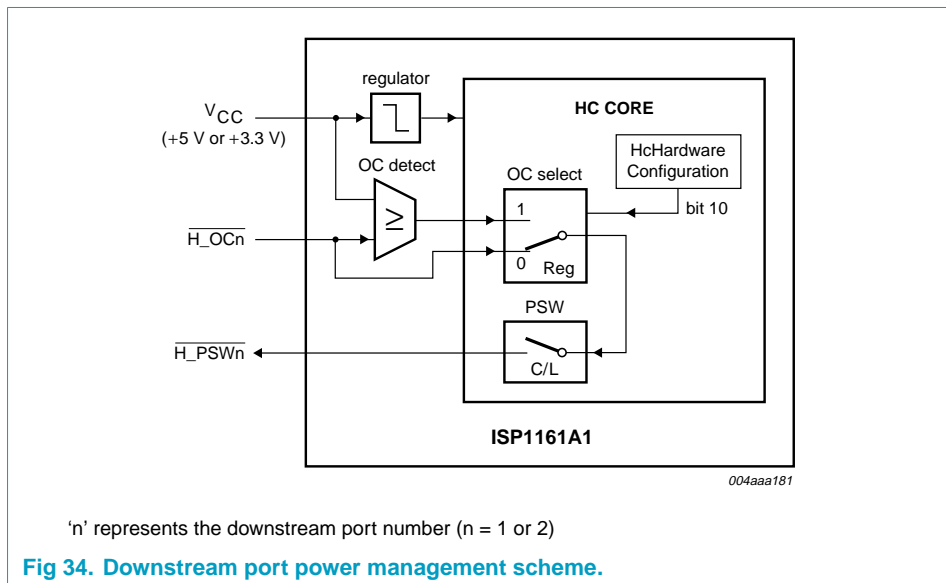 regulator
HC CORE
VCC
(+5 V or +3.3 V)
HcHardware
Configuration
OC detect
OC select
bit 10
1
≥
H_OCn
0
Reg
PSW
H_PSWn
C/L
ISP1161A1
004aaa181
‘n’ represents the downstream port number (n = 1 or 2)
Fig 34. Downstream port power management scheme.